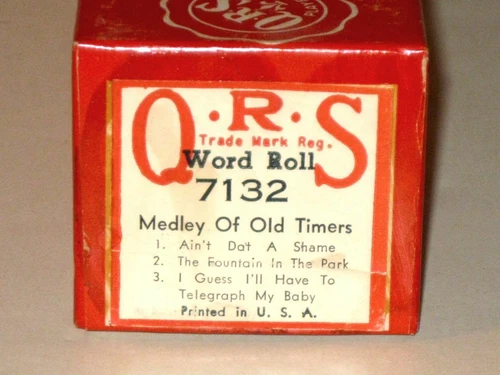 Q·R·S
Q·R·S
Trade Mark Reg.
Word Roll
7132
Medley Of Old Timers
1. Ain't Dat A Shame
2. The Fountain In The Park
3. I Guess I'll Have To
Telegraph My Baby
Printed in U. S. A.